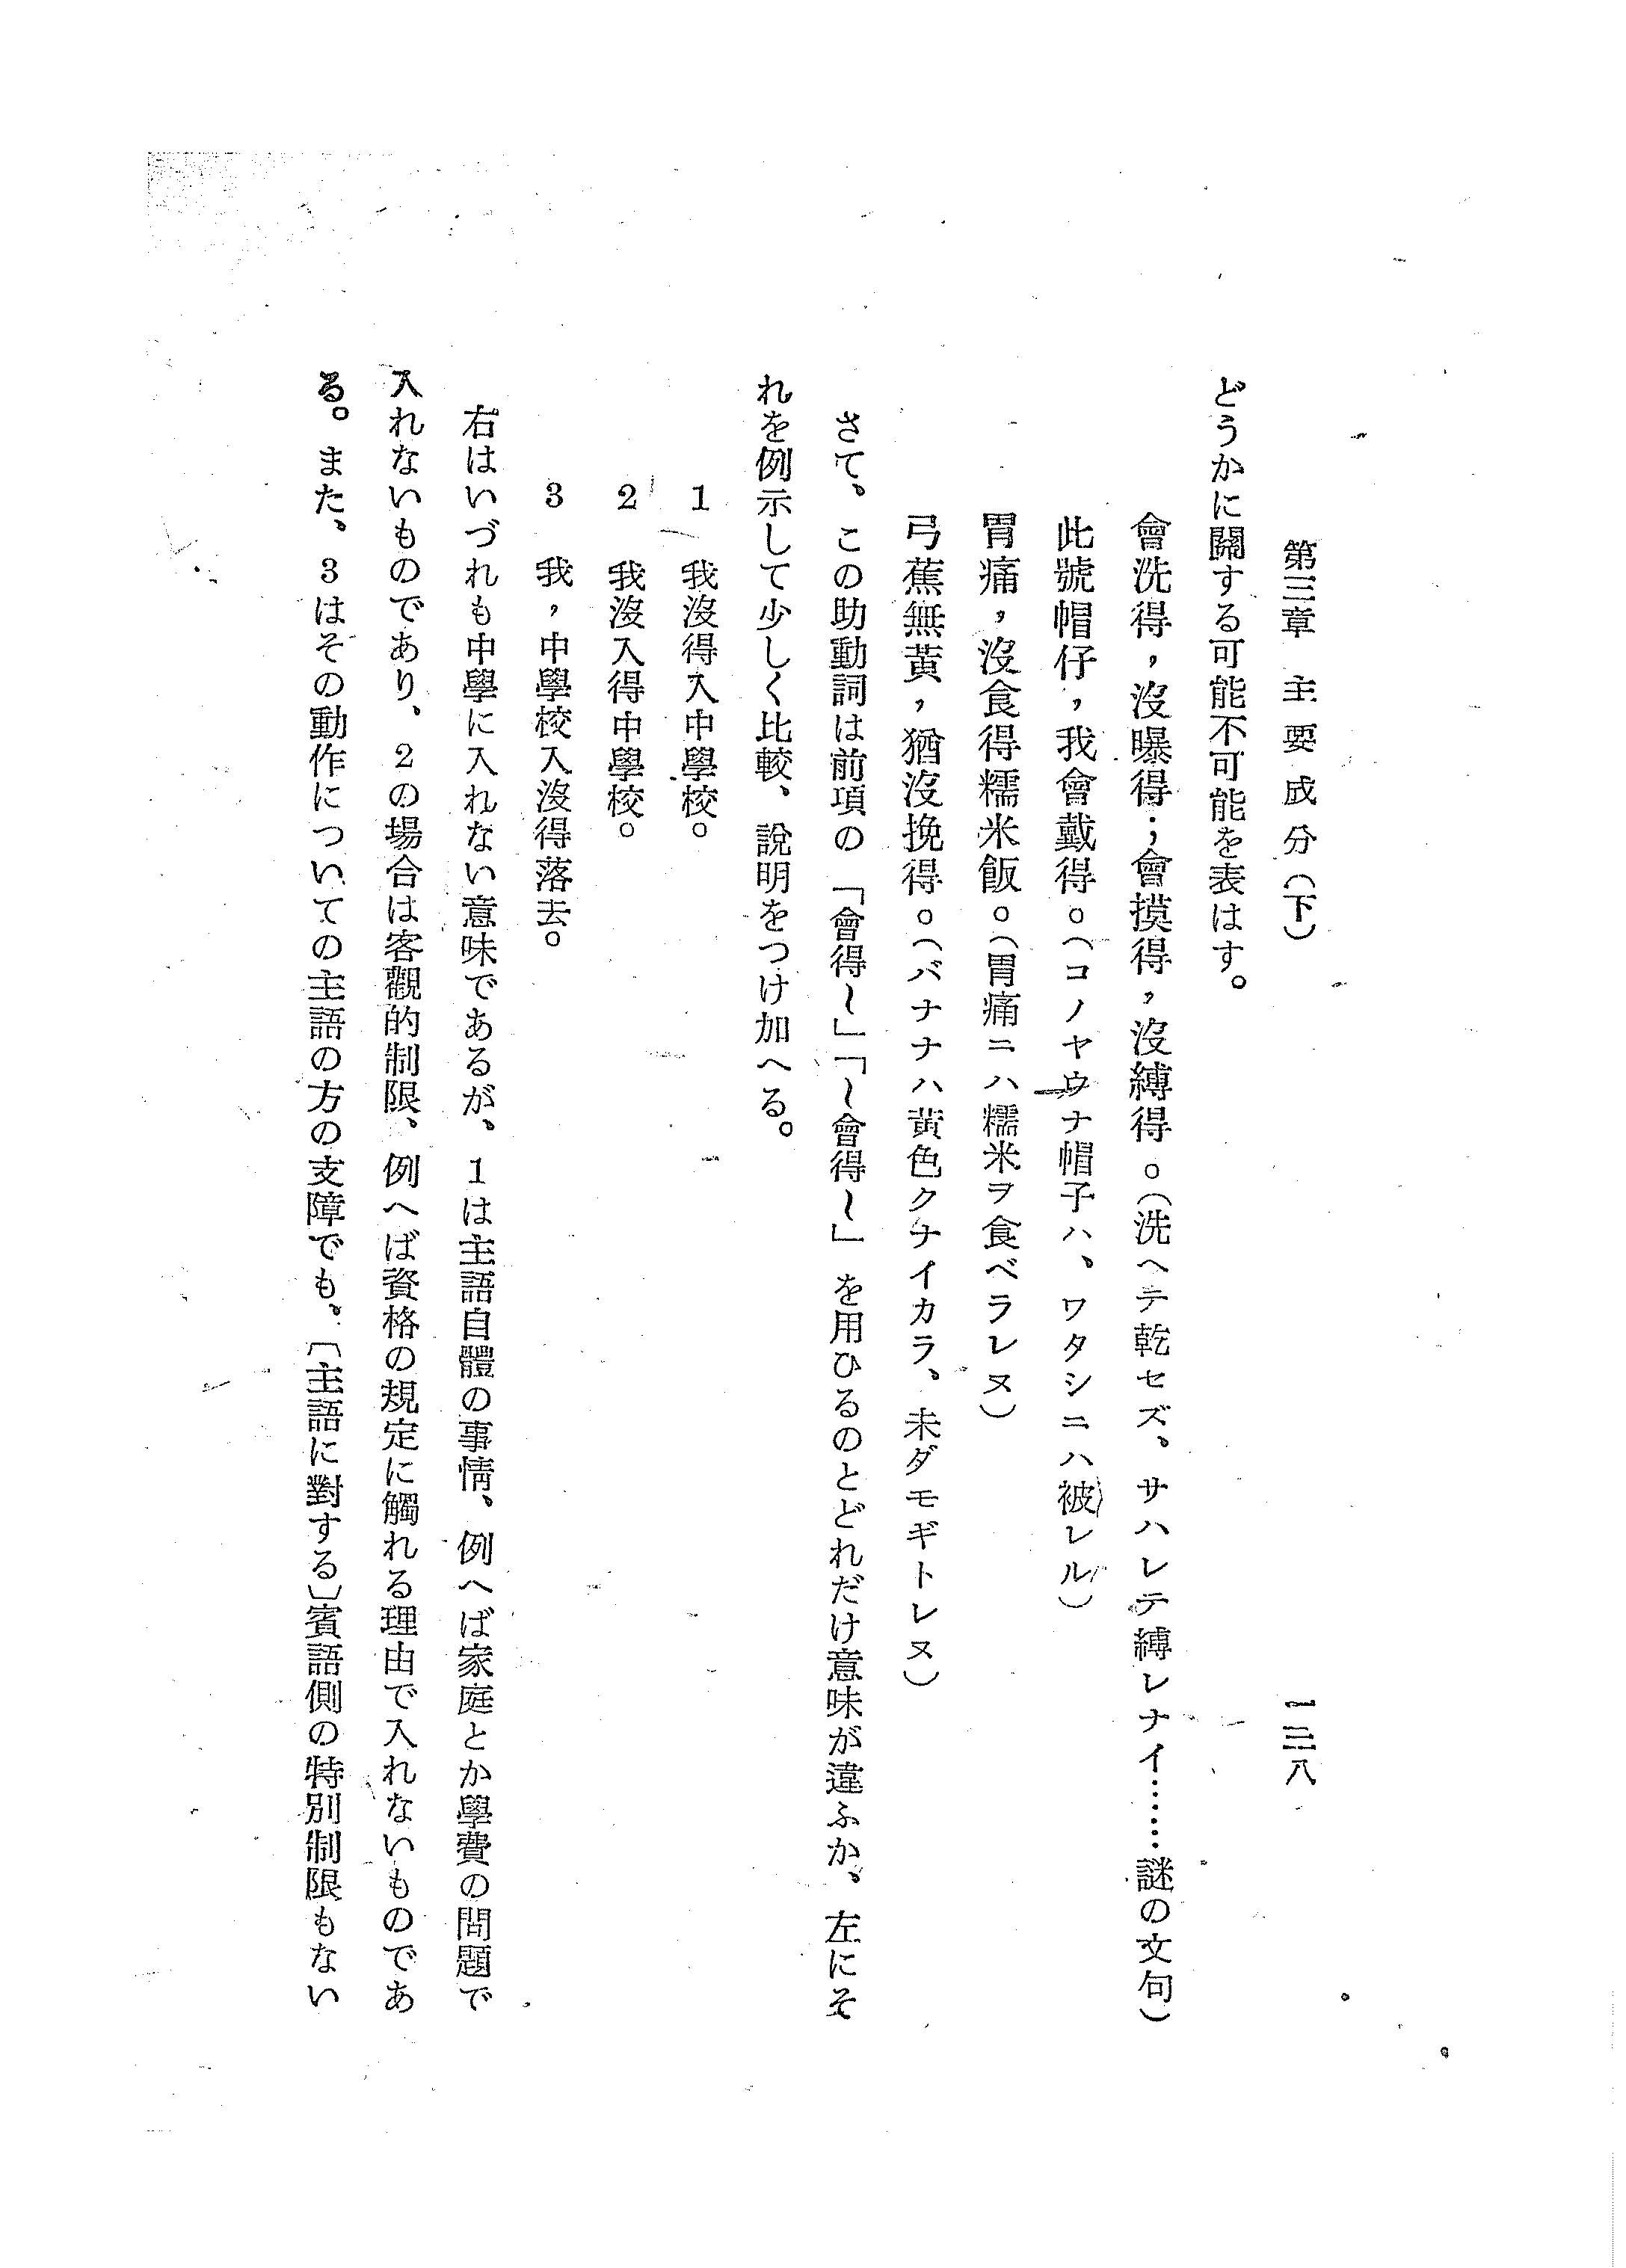 第三章　主要成分（下）　一三八
どうかに關する可能不可能を表はす。
會洗得，沒曝得；會摸得，沒縛得。（洗ヘテ乾セズ、サハレテ縛レナイ………謎の文句）
此號帽仔，我會戴得。（コノヤウナ帽子ハ、ワタシニハ被レル）
胃痛，沒食得糯米飯。（胃痛ニハ糯米ヲ食ベラレヌ）
弓蕉無黃，猶沒挽得。（バナナハ黃色クナイカラ、未ダモギトレヌ）
さて、この助動詞は前項の「會得〜」「〜會得〜」を用ひるのとどれだけ意味が違ふか、左にそ
れを例示して少しく比較、說明をつけ加へる。
1　我沒得入中學校。
2　我沒入得中學校。
3　我，中學校入沒得落去。
右はいづれも中學に入れない意味であるが、1は主語自體の事情、例へば家庭とか學費の問題で
入れないものであり、2の場合は客觀的制限、例へば資格の規定に觸れる理由で入れないものであ
る。また、3はその動作についての主語の方の支障でも、〔主語に對する〕賓語側の特別制限もない